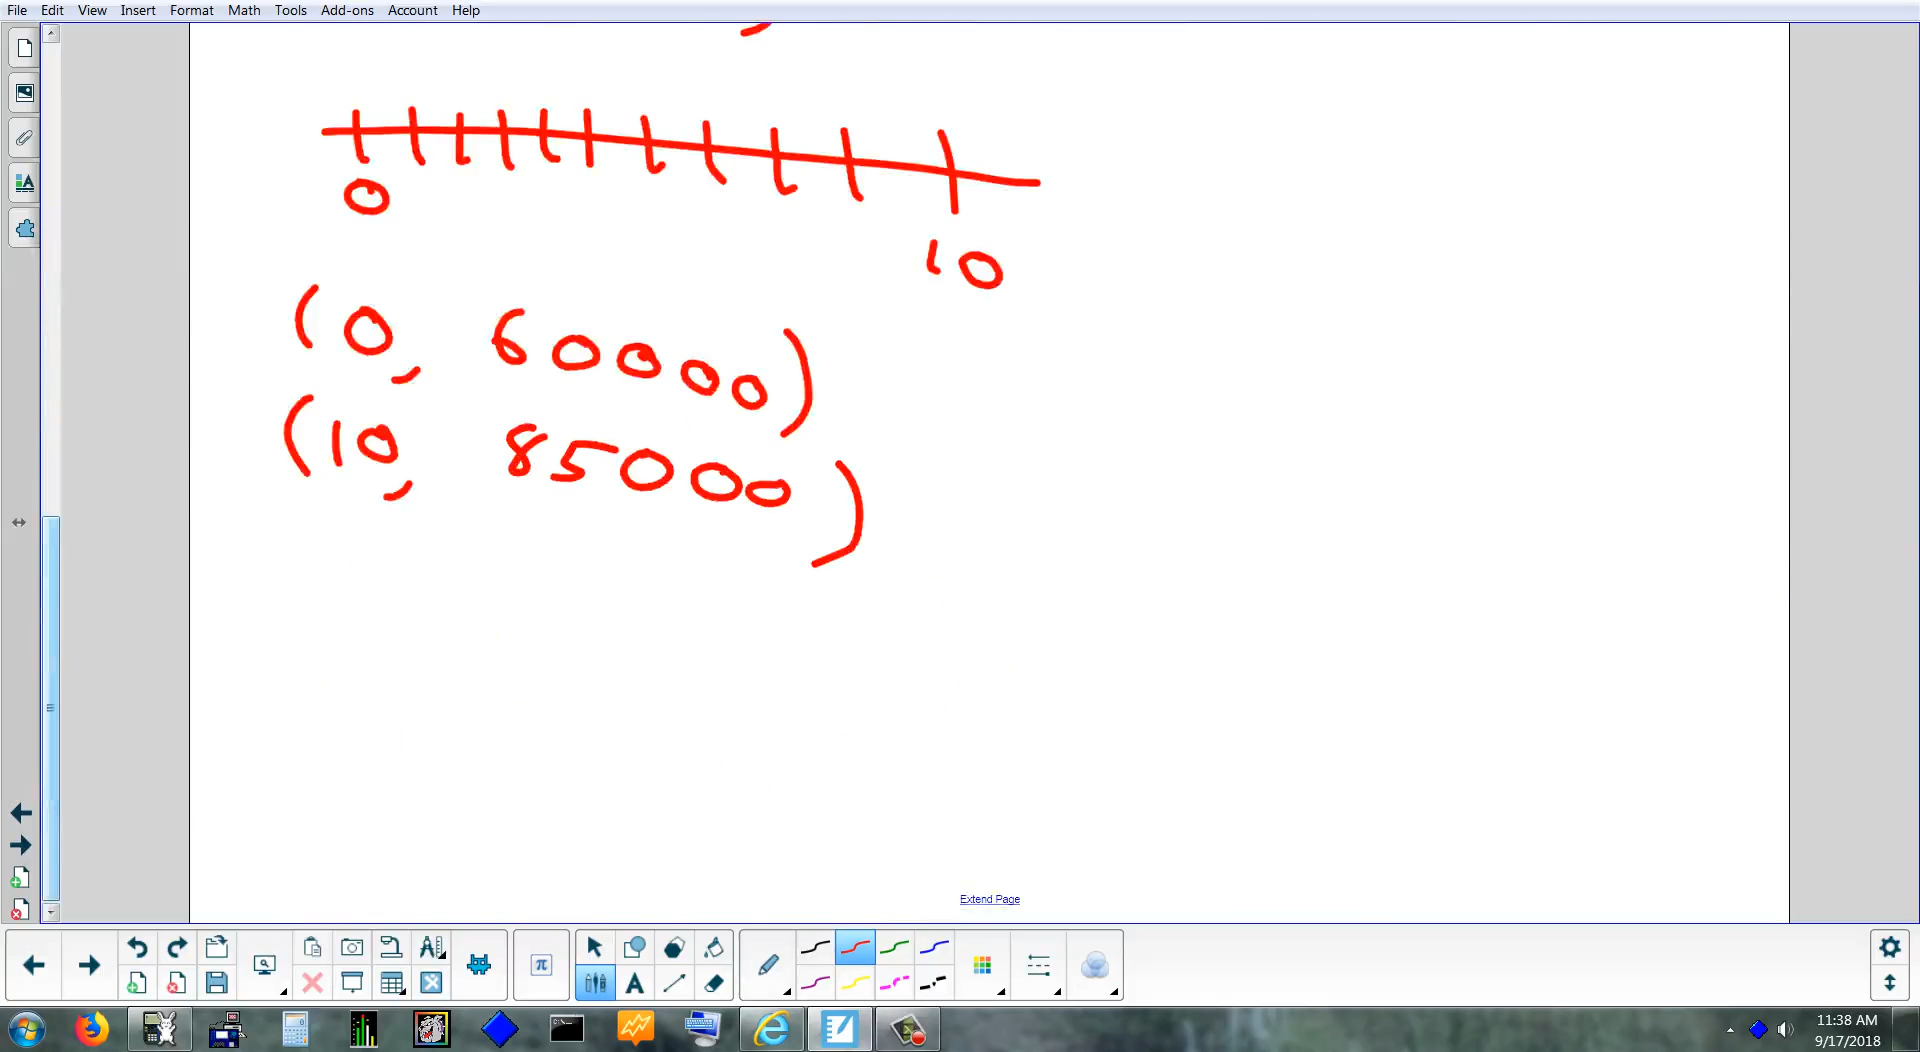 File Edit View Insert Format Math Tools Add-ons Account Help
0
10
(0, 60000)
(10, 85000)
Extend Page
11:38 AM
9/17/2018